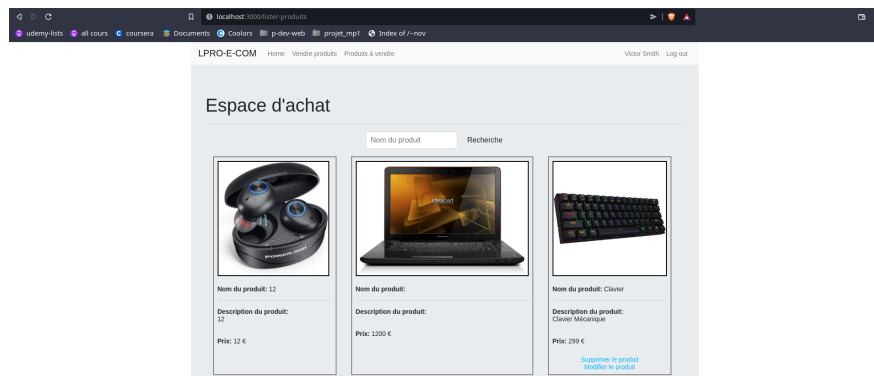 localhost:3000/lister-produits
udemy-lists all cours coursera Documents Coolors p-dev-web projet_mp1 Index of /~nov
LPRO-E-COM Home Vendre produits Produits à vendre Victor Smith Log out
Espace d'achat
Nom du produit Recherche
POWERADD
ideapad
Nom du produit: 12
Description du produit:
12
Prix: 12 €
Nom du produit:
Description du produit:
Prix: 1200 €
Nom du produit: Clavier
Description du produit:
Clavier Mécanique
Prix: 299 €
Supprimer le produit
Modifier le produit